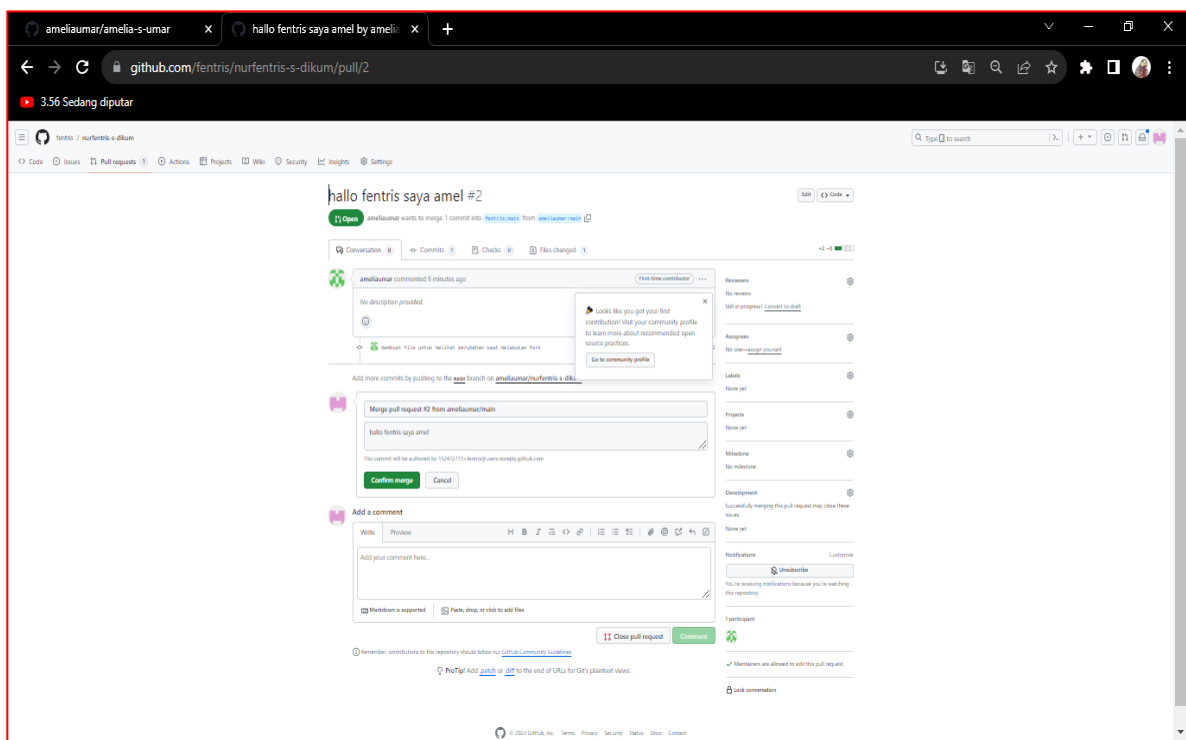 ameliaumar/amelia-s-umar
hallo fentris saya amel by amelia
github.com/fentris/nurfentris-s-dikum/pull/2
3.56 Sedang diputar
fentris / nurfentris-s-dikum
Type / to search
Code Issues Pull requests 1 Actions Projects Wiki Security Insights Settings
hallo fentris saya amel #2
Edit Code
Open ameliaumar wants to merge 1 commit into fentris:main from ameliaumar:main
Conversation 0 Commits 1 Checks 0 Files changed 1
+2 −0
ameliaumar commented 5 minutes ago
First-time contributor
No description provided.
Looks like you got your first
contribution! Visit your community profile
to learn more about recommended open
source practices.
Go to community profile
membuat file untuk melihat perubahan saat melakukan fork
Add more commits by pushing to the main branch on ameliaumar/nurfentris-s-diku
Merge pull request #2 from ameliaumar/main
hallo fentris saya amel
This commit will be authored by
Confirm merge Cancel
Add a comment
Write Preview
Add your comment here...
Markdown is supported Paste, drop, or click to add files
Close pull request Comment
Remember, contributions to this repository should follow our GitHub Community Guidelines.
ProTip! Add .patch or .diff to the end of URLs for Git's plaintext views.
Reviewers
No reviews
Still in progress? Convert to draft
Assignees
No one—assign yourself
Labels
None yet
Projects
None yet
Milestone
No milestone
Development
Successfully merging this pull request may close these
issues.
None yet
Notifications Customize
Unsubscribe
You're receiving notifications because you're watching
this repository.
1 participant
Maintainers are allowed to edit this pull request.
Lock conversation
© 2023 GitHub, Inc. Terms Privacy Security Status Docs Contact